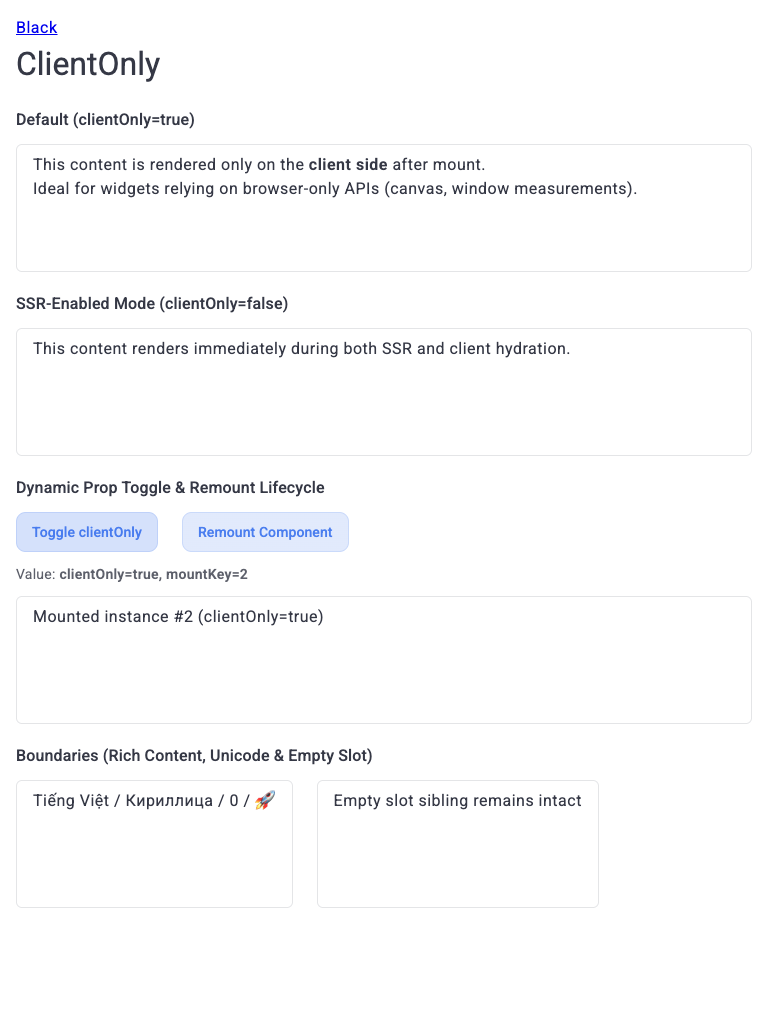 Black
ClientOnly
Default (clientOnly=true)
This content is rendered only on the client side after mount.
Ideal for widgets relying on browser-only APIs (canvas, window measurements).
SSR-Enabled Mode (clientOnly=false)
This content renders immediately during both SSR and client hydration.
Dynamic Prop Toggle & Remount Lifecycle
Toggle clientOnly
Remount Component
Value: clientOnly=true, mountKey=2
Mounted instance #2 (clientOnly=true)
Boundaries (Rich Content, Unicode & Empty Slot)
Tiếng Việt / Кириллица / 0 / 🚀
Empty slot sibling remains intact